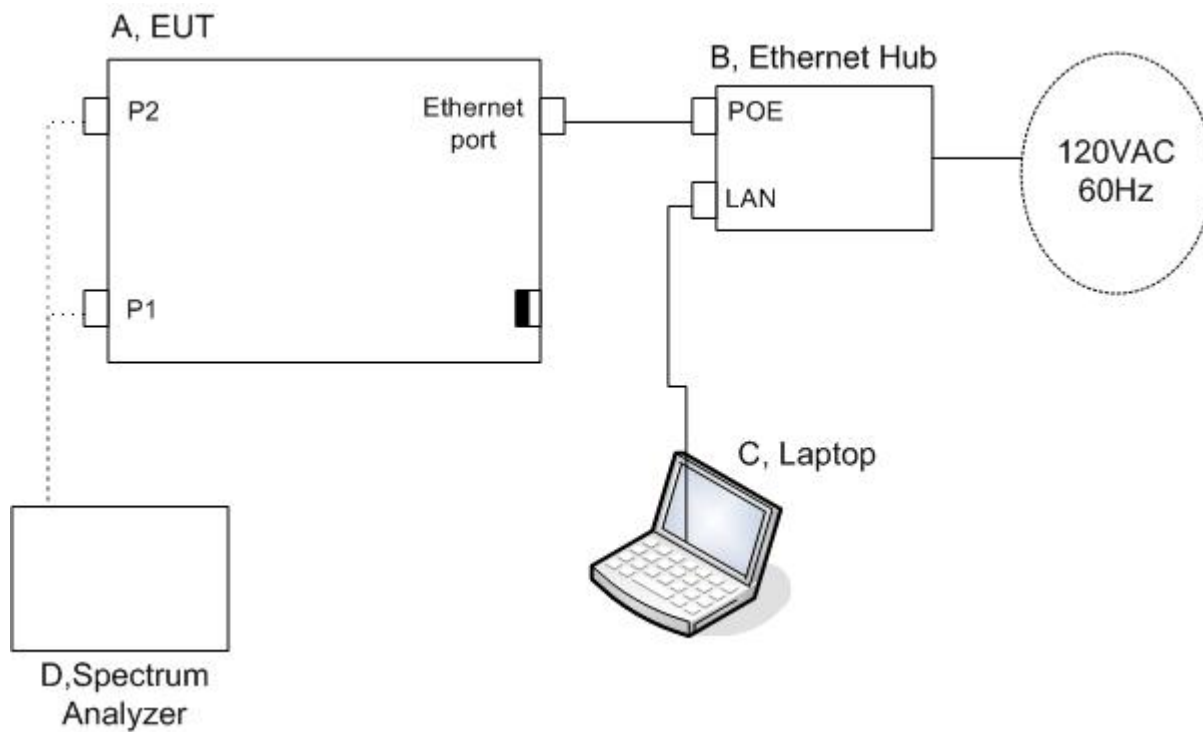 A, EUT
P2
Ethernet
port
P1
B, Ethernet Hub
POE
LAN
120VAC
60Hz
C, Laptop
D,Spectrum
Analyzer